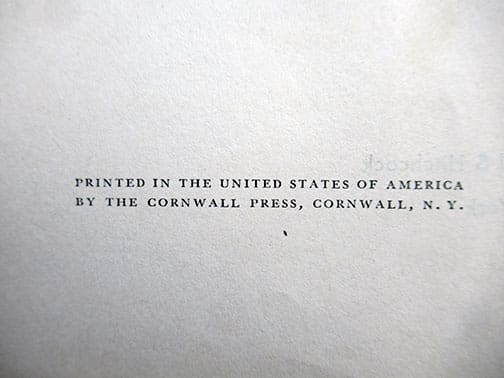 PRINTED IN THE UNITED STATES OF AMERICA
BY THE CORNWALL PRESS, CORNWALL, N. Y.